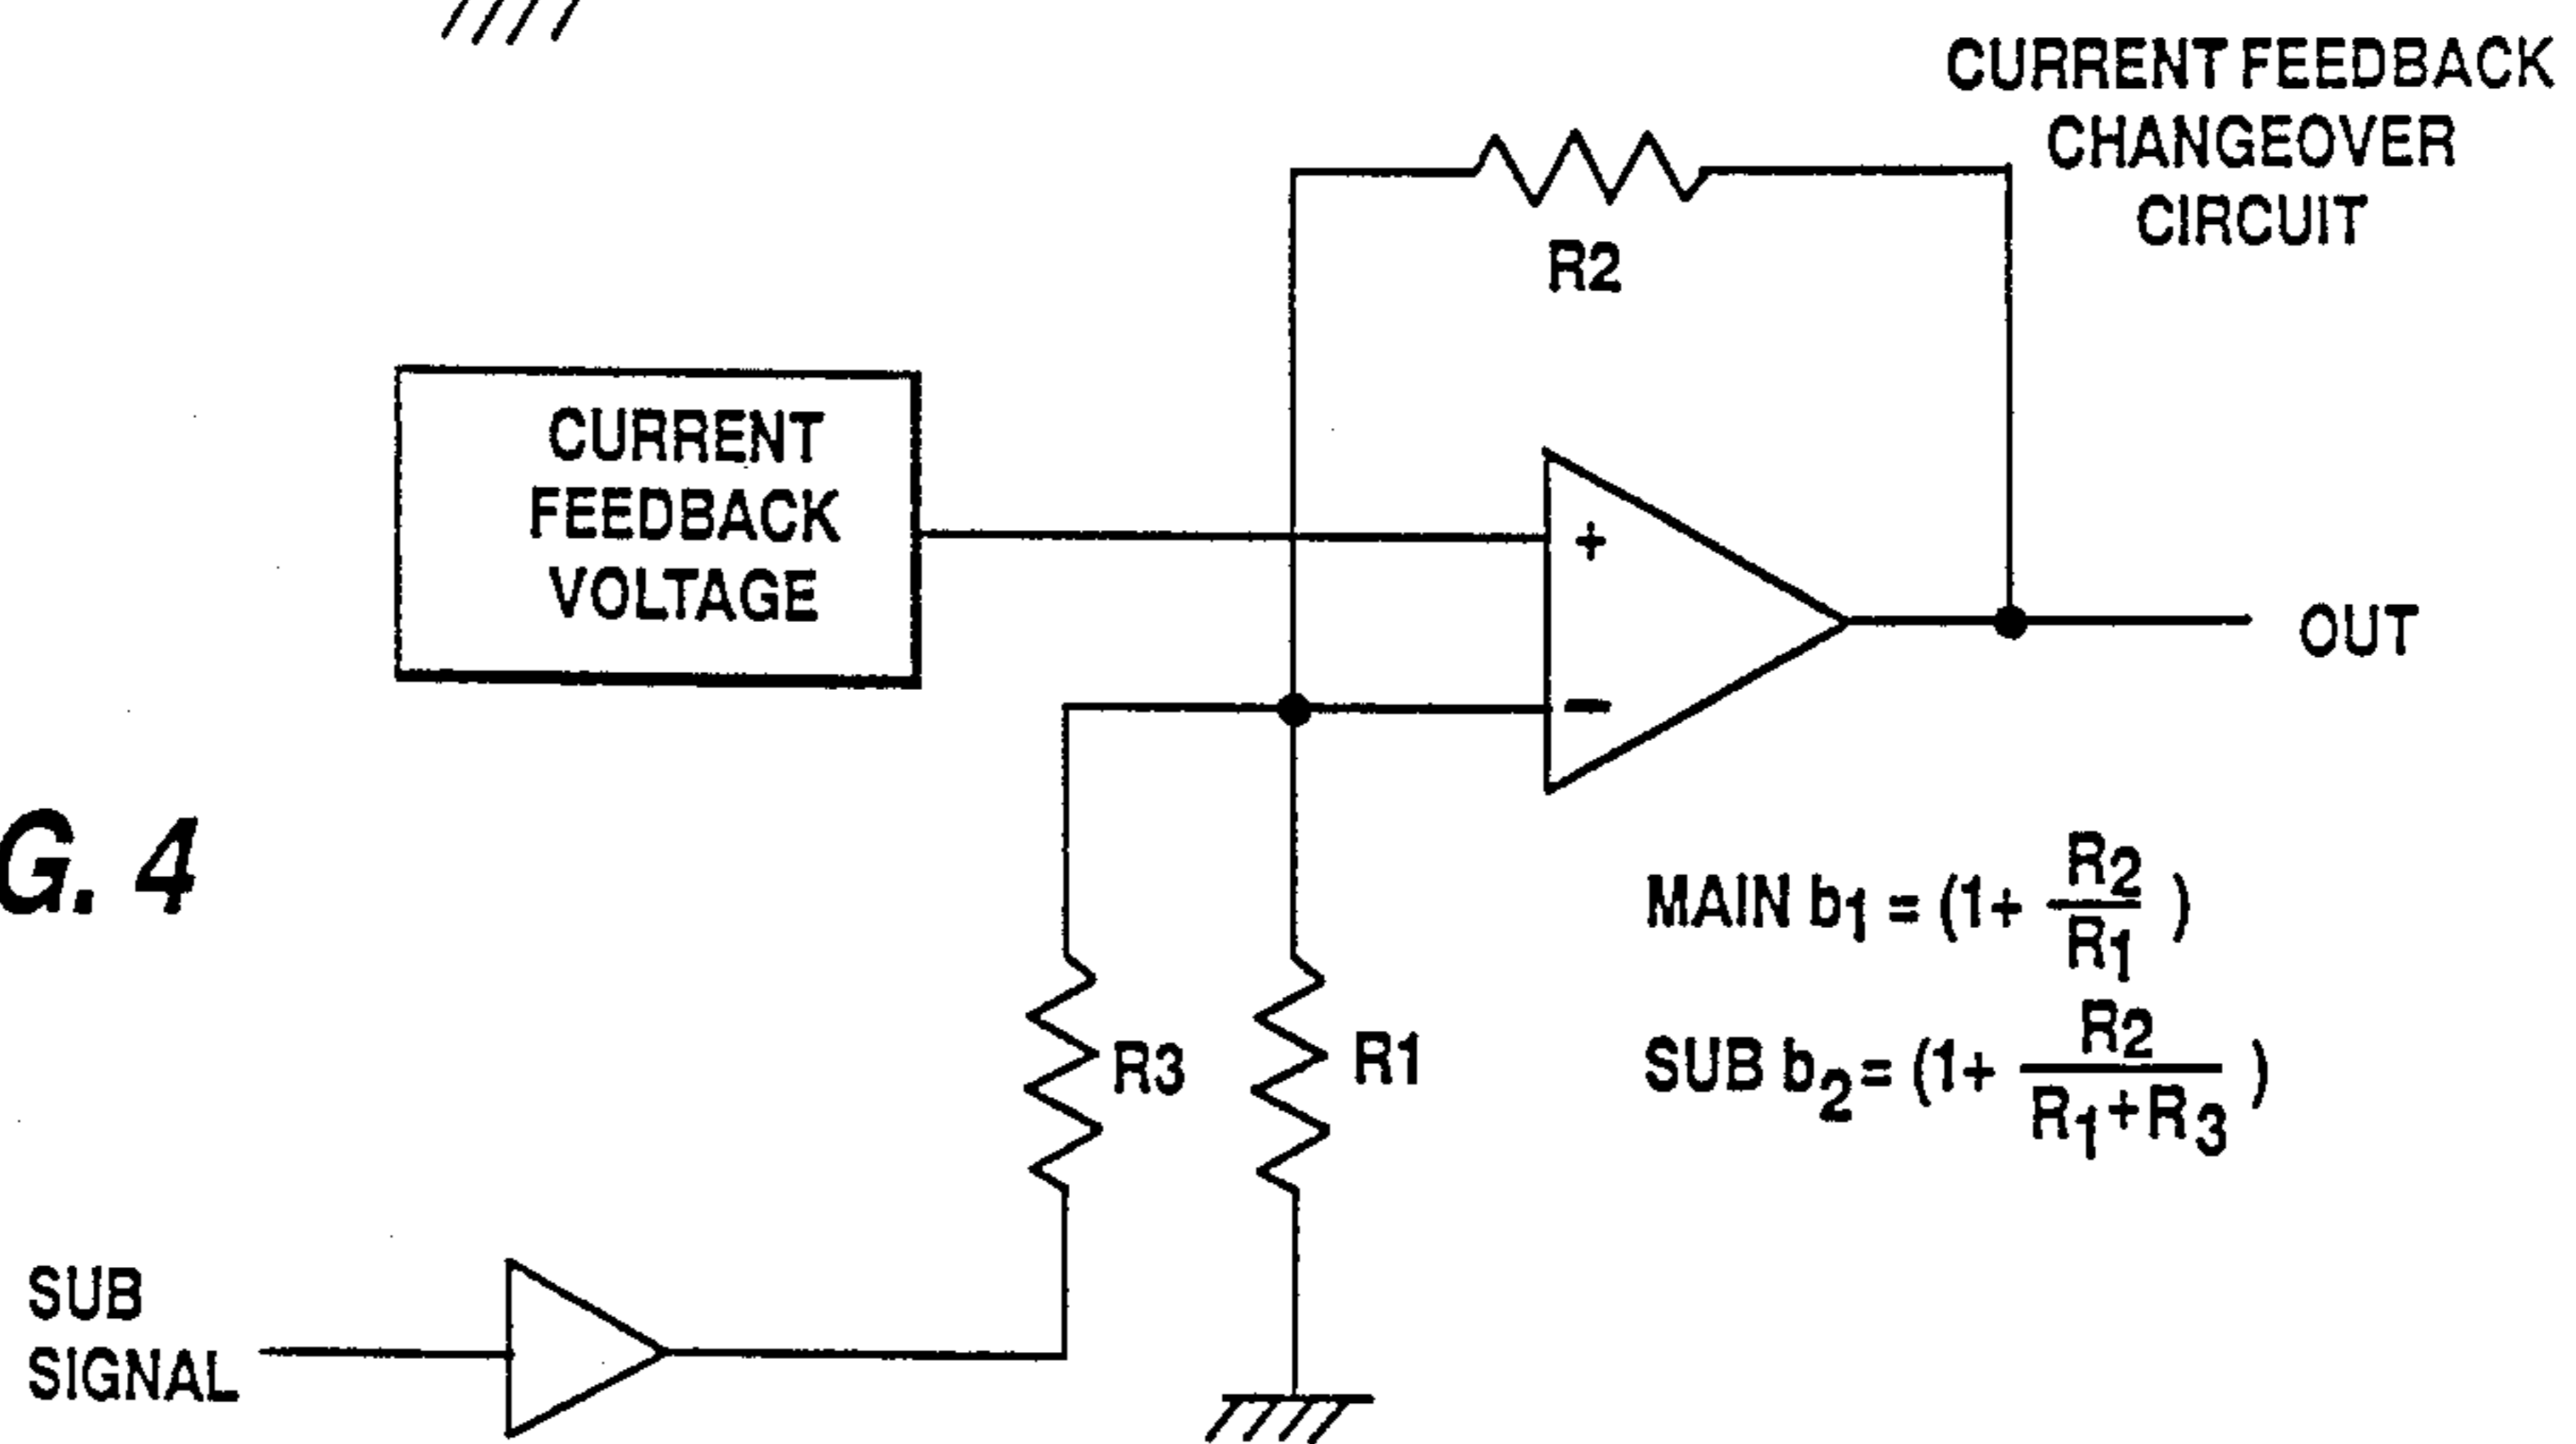 CURRENT FEEDBACK
CHANGEOVER
CIRCUIT
R2
CURRENT
FEEDBACK
VOLTAGE
+
−
OUT
G. 4
MAIN b1 = (1+ R2/R1 )
SUB b2 = (1+ R2/R1+R3 )
R3
R1
SUB
SIGNAL